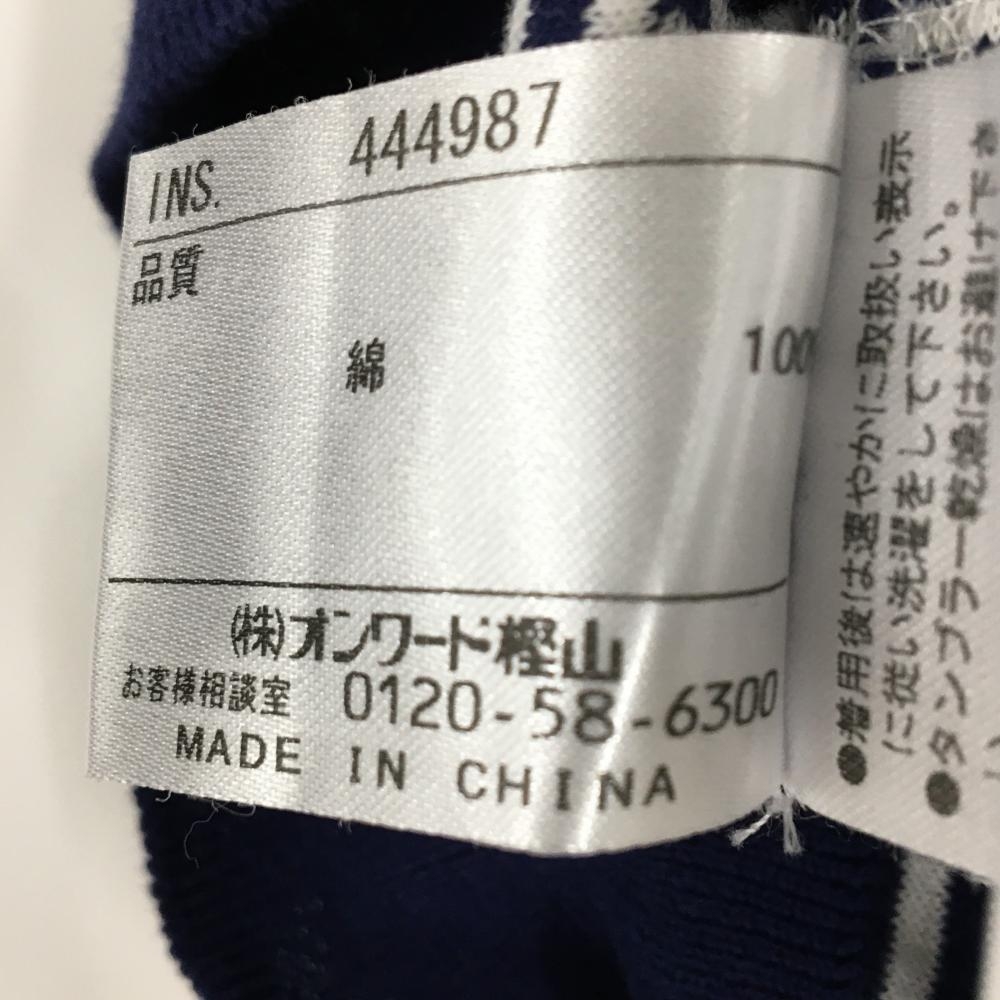 INS. 444987
品質
綿 100
(株)オンワード樫山
お客様相談室 0120-58-6300
MADE IN CHINA
●着用後は速やかに取扱い表示
に従い洗濯をして下さい。
●タンブラー乾燥はお避け下さ
い